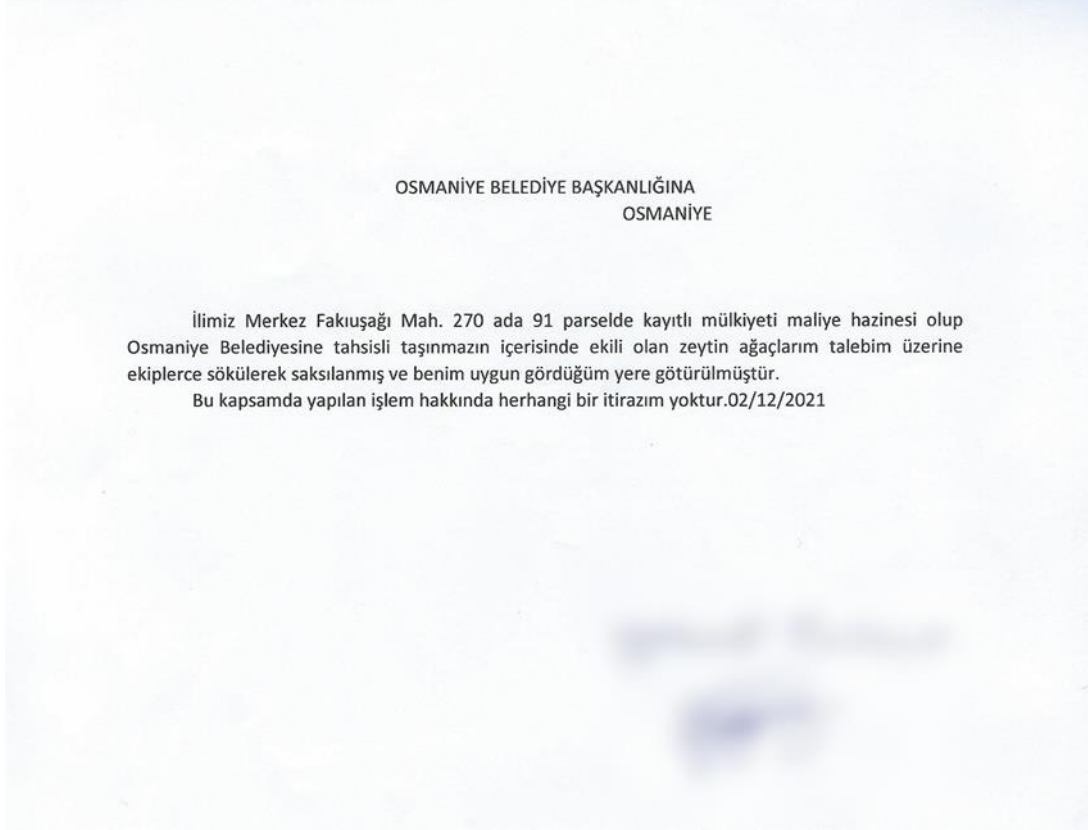 OSMANİYE BELEDİYE BAŞKANLIĞINA
OSMANİYE
İlimiz Merkez Fakıuşağı Mah. 270 ada 91 parselde kayıtlı mülkiyeti maliye hazinesi olup
Osmaniye Belediyesine tahsisli taşınmazın içerisinde ekili olan zeytin ağaçlarım talebim üzerine
ekiplerce sökülerek saksılanmış ve benim uygun gördüğüm yere götürülmüştür.
Bu kapsamda yapılan işlem hakkında herhangi bir itirazım yoktur.02/12/2021